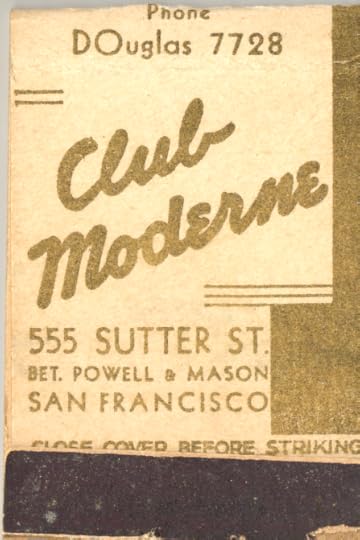 Phone
DOuglas 7728
Club
Moderne
555 SUTTER ST.
BET. POWELL & MASON
SAN FRANCISCO
CLOSE COVER BEFORE STRIKING